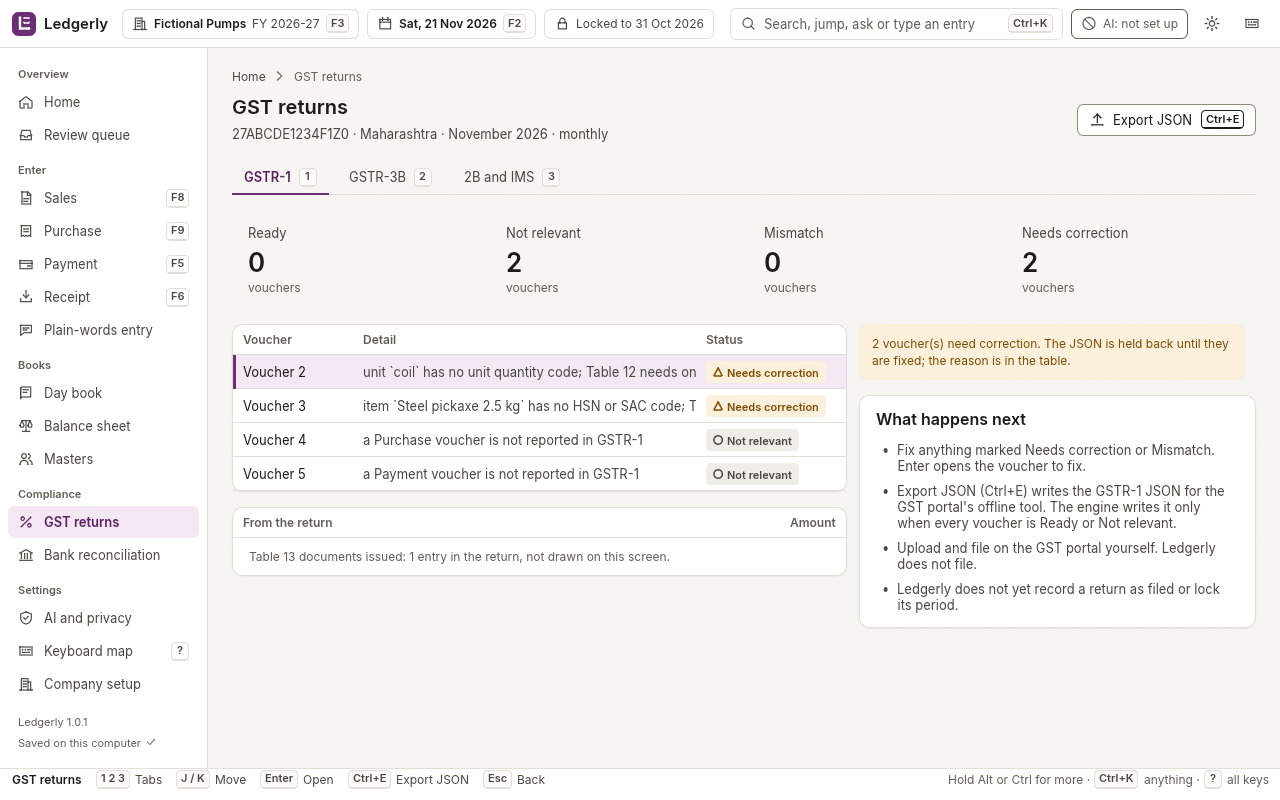 Ledgerly
Fictional Pumps FY 2026-27 F3
Sat, 21 Nov 2026 F2
Locked to 31 Oct 2026
Search, jump, ask or type an entry Ctrl+K
AI: not set up
Overview
Home
Review queue
Enter
Sales F8
Purchase F9
Payment F5
Receipt F6
Plain-words entry
Books
Day book
Balance sheet
Masters
Compliance
GST returns
Bank reconciliation
Settings
AI and privacy
Keyboard map ?
Company setup
Ledgerly 1.0.1
Saved on this computer
Home > GST returns
GST returns
27ABCDE1234F1Z0 · Maharashtra · November 2026 · monthly
Export JSON Ctrl+E
GSTR-1 1 GSTR-3B 2 2B and IMS 3
Ready Not relevant Mismatch Needs correction
0 2 0 2
vouchers vouchers vouchers vouchers
Voucher Detail Status
Voucher 2 unit `coil` has no unit quantity code; Table 12 needs on Needs correction
Voucher 3 item `Steel pickaxe 2.5 kg` has no HSN or SAC code; T Needs correction
Voucher 4 a Purchase voucher is not reported in GSTR-1 Not relevant
Voucher 5 a Payment voucher is not reported in GSTR-1 Not relevant
From the return Amount
Table 13 documents issued: 1 entry in the return, not drawn on this screen.
2 voucher(s) need correction. The JSON is held back until they
are fixed; the reason is in the table.
What happens next
• Fix anything marked Needs correction or Mismatch.
Enter opens the voucher to fix.
• Export JSON (Ctrl+E) writes the GSTR-1 JSON for the
GST portal's offline tool. The engine writes it only
when every voucher is Ready or Not relevant.
• Upload and file on the GST portal yourself. Ledgerly
does not file.
• Ledgerly does not yet record a return as filed or lock
its period.
GST returns 1 2 3 Tabs J / K Move Enter Open Ctrl+E Export JSON Esc Back
Hold Alt or Ctrl for more · Ctrl+K anything · ? all keys